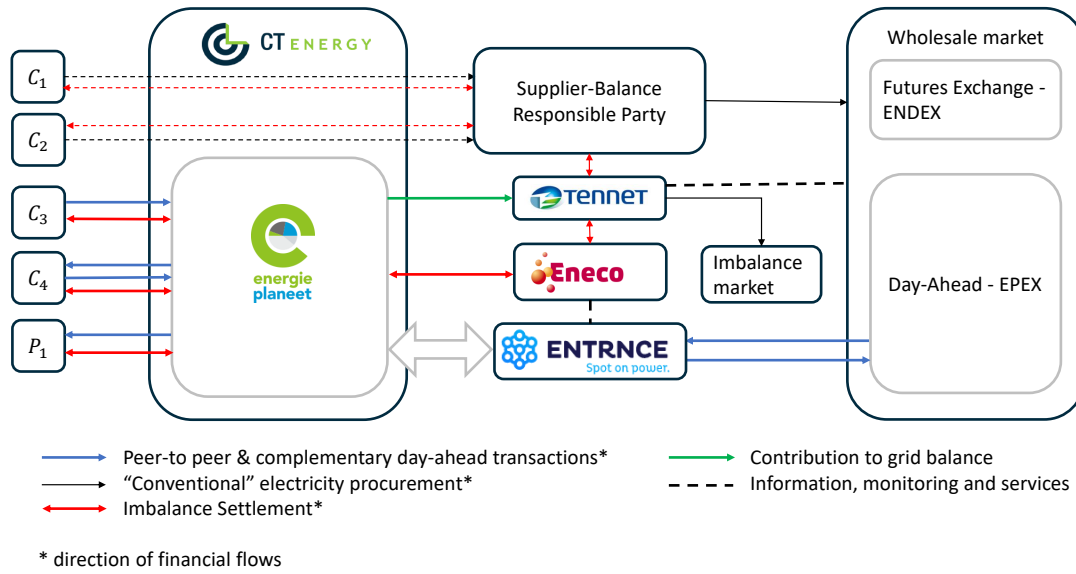 CT ENERGY
Wholesale market
C₁
Supplier-Balance
Responsible Party
Futures Exchange -
ENDEX
C₂
C₃
TENNET
energie
planeet
C₄
Eneco
Imbalance
market
Day-Ahead - EPEX
P₁
ENTRNCE
Spot on power.
Peer-to peer & complementary day-ahead transactions*
Contribution to grid balance
“Conventional” electricity procurement*
Information, monitoring and services
Imbalance Settlement*
* direction of financial flows